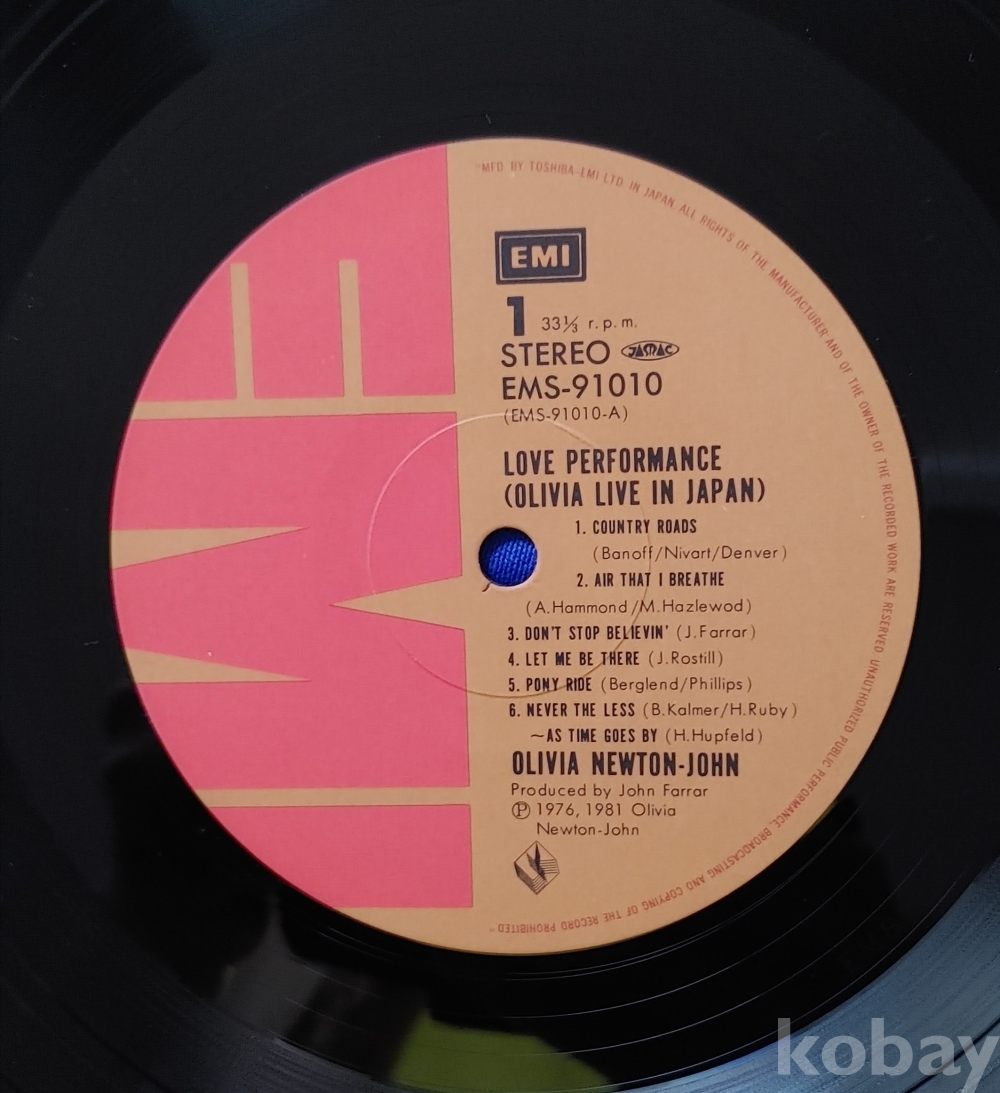 "MFD. BY TOSHIBA-EMI LTD. IN JAPAN. ALL RIGHTS OF THE MANUFACTURER AND OF THE OWNER OF THE RECORDED WORK ARE RESERVED. UNAUTHORIZED PUBLIC PERFORMANCE, BROADCASTING AND COPYING OF THE RECORD PROHIBITED"
EMI
EMI
1 33⅓ r.p.m.
STEREO JASRAC
EMS-91010
(EMS-91010-A)
LOVE PERFORMANCE
(OLIVIA LIVE IN JAPAN)
1. COUNTRY ROADS
(Banoff/Nivart/Denver)
2. AIR THAT I BREATHE
(A.Hammond/M.Hazlewod)
3. DON'T STOP BELIEVIN' (J.Farrar)
4. LET ME BE THERE (J.Rostill)
5. PONY RIDE (Berglend/Phillips)
6. NEVER THE LESS (B.Kalmer/H.Ruby)
~AS TIME GOES BY (H.Hupfeld)
OLIVIA NEWTON-JOHN
Produced by John Farrar
℗ 1976, 1981 Olivia
Newton-John
kobay